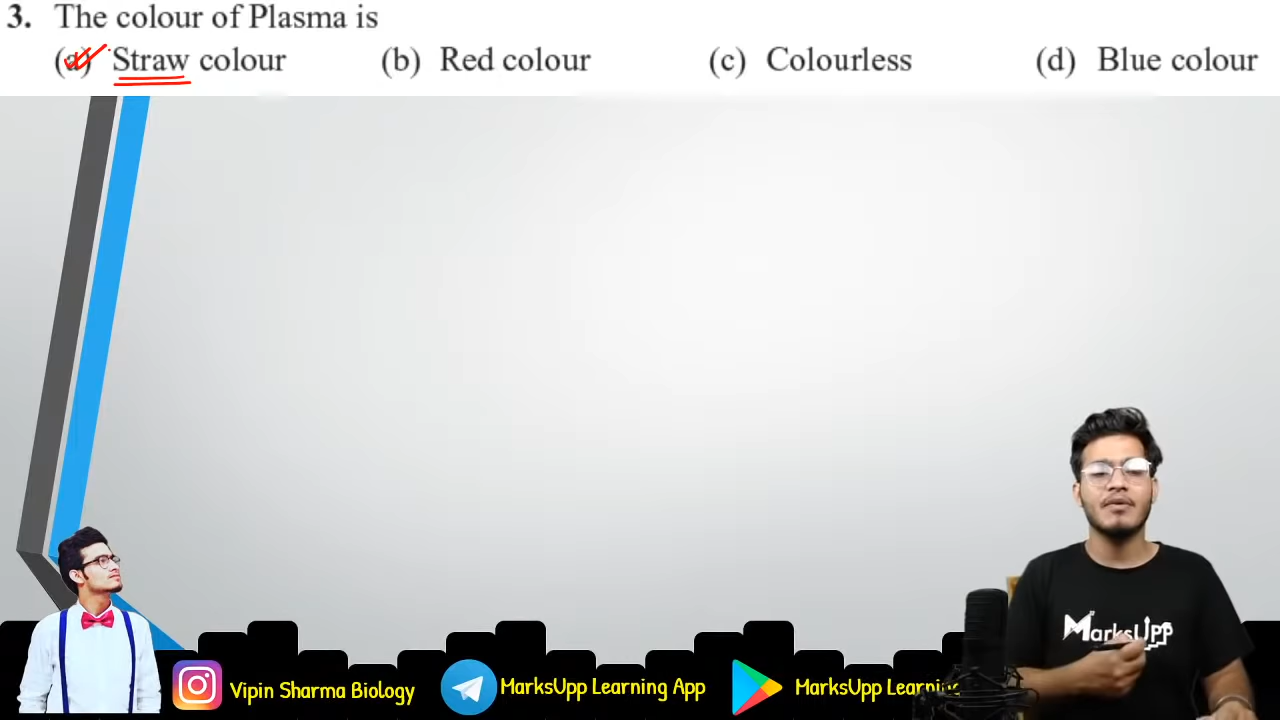 3. The colour of Plasma is
(a) Straw colour (b) Red colour (c) Colourless (d) Blue colour
MarksUpp
Vipin Sharma Biology MarksUpp Learning App MarksUpp Learning